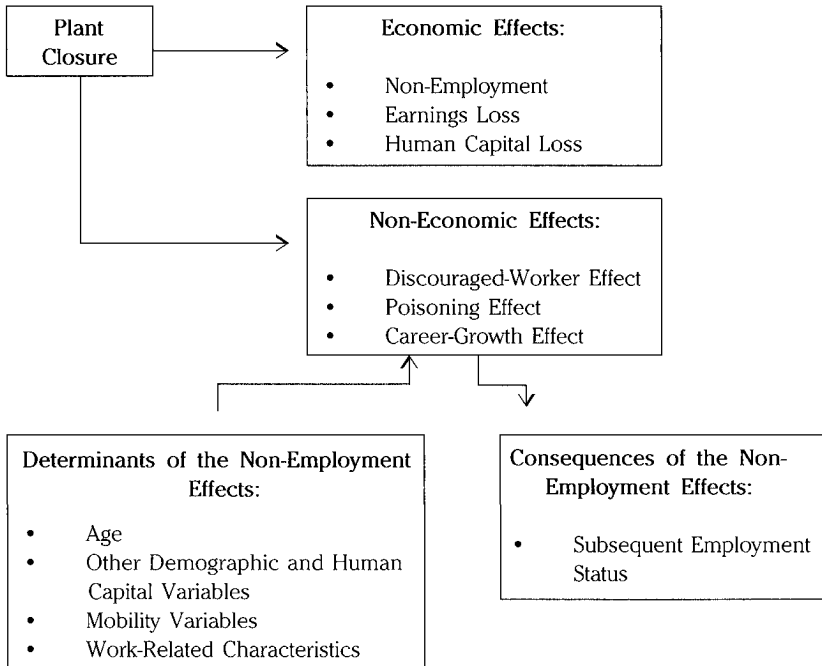 Plant
Closure
Economic Effects:
• Non-Employment
• Earnings Loss
• Human Capital Loss
Non-Economic Effects:
• Discouraged-Worker Effect
• Poisoning Effect
• Career-Growth Effect
Determinants of the Non-Employment
Effects:
• Age
• Other Demographic and Human
Capital Variables
• Mobility Variables
• Work-Related Characteristics
Consequences of the Non-
Employment Effects:
• Subsequent Employment
Status